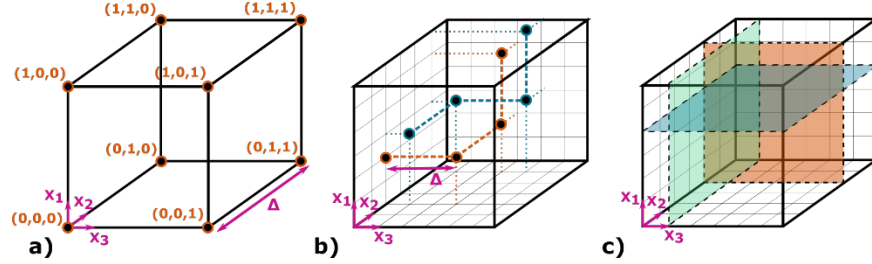 (1,1,0)
(1,1,1)
(1,0,0)
(1,0,1)
(0,1,0)
(0,1,1)
(0,0,0)
(0,0,1)
Δ
x1
x2
x3
a)
Δ
x1
x2
x3
b)
x1
x2
x3
c)